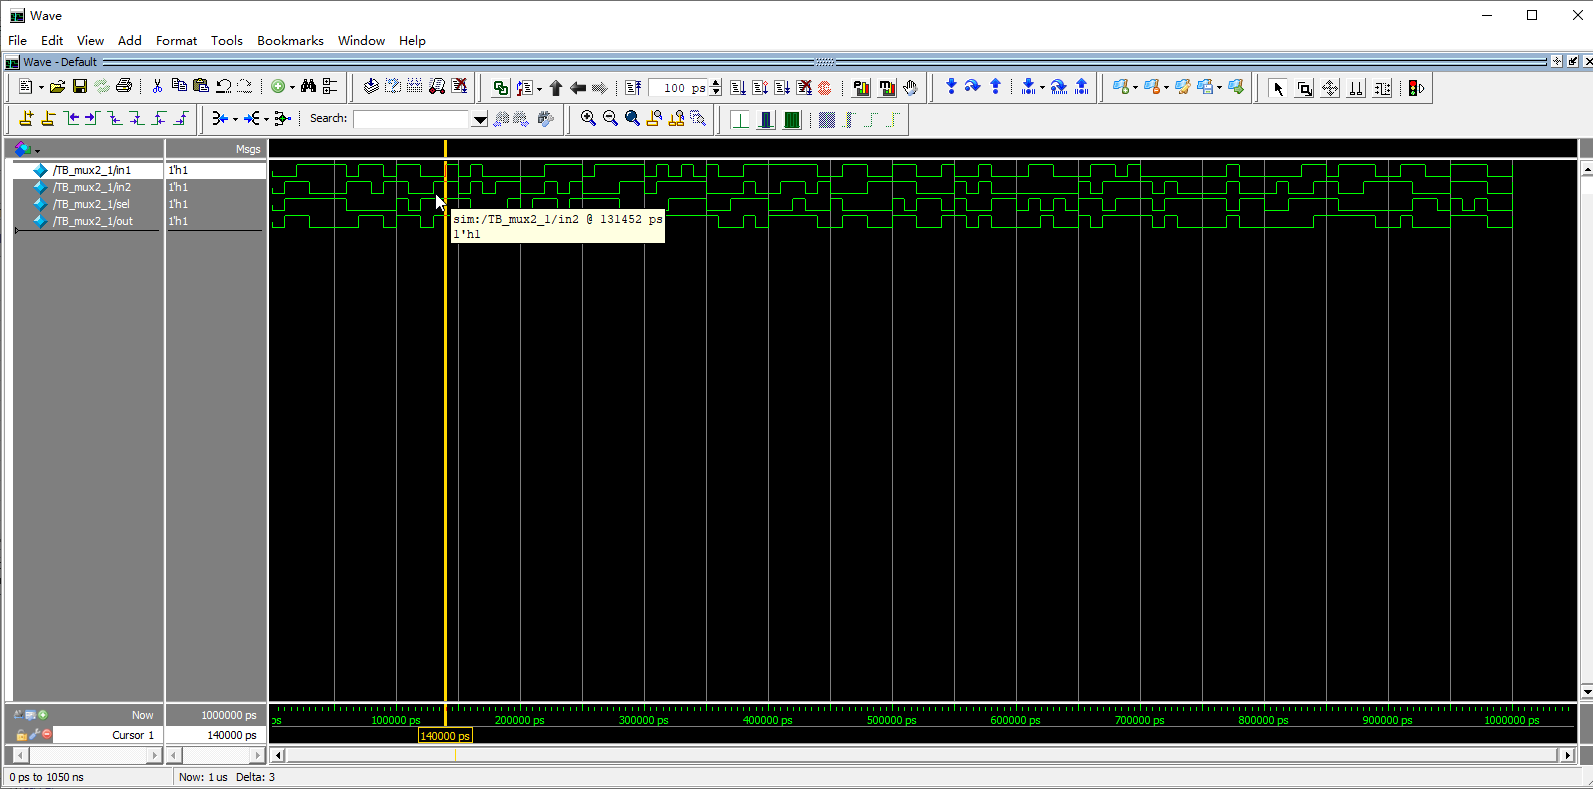 Wave
File Edit View Add Format Tools Bookmarks Window Help
Wave - Default
100 ps
Search:
Msgs
/TB_mux2_1/in1 1'h1
/TB_mux2_1/in2 1'h1
/TB_mux2_1/sel 1'h1
/TB_mux2_1/out 1'h1
sim:/TB_mux2_1/in2 @ 131452 ps
1'h1
Now 1000000 ps
ps 100000 ps 200000 ps 300000 ps 400000 ps 500000 ps 600000 ps 700000 ps 800000 ps 900000 ps 1000000 ps
Cursor 1 140000 ps
140000 ps
0 ps to 1050 ns Now: 1 us Delta: 3